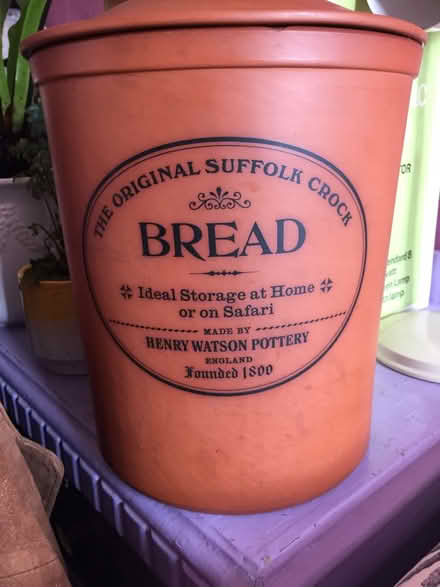 THE ORIGINAL SUFFOLK CROCK
BREAD
Ideal Storage at Home
or on Safari
MADE BY
HENRY WATSON POTTERY
ENGLAND
Founded 1800